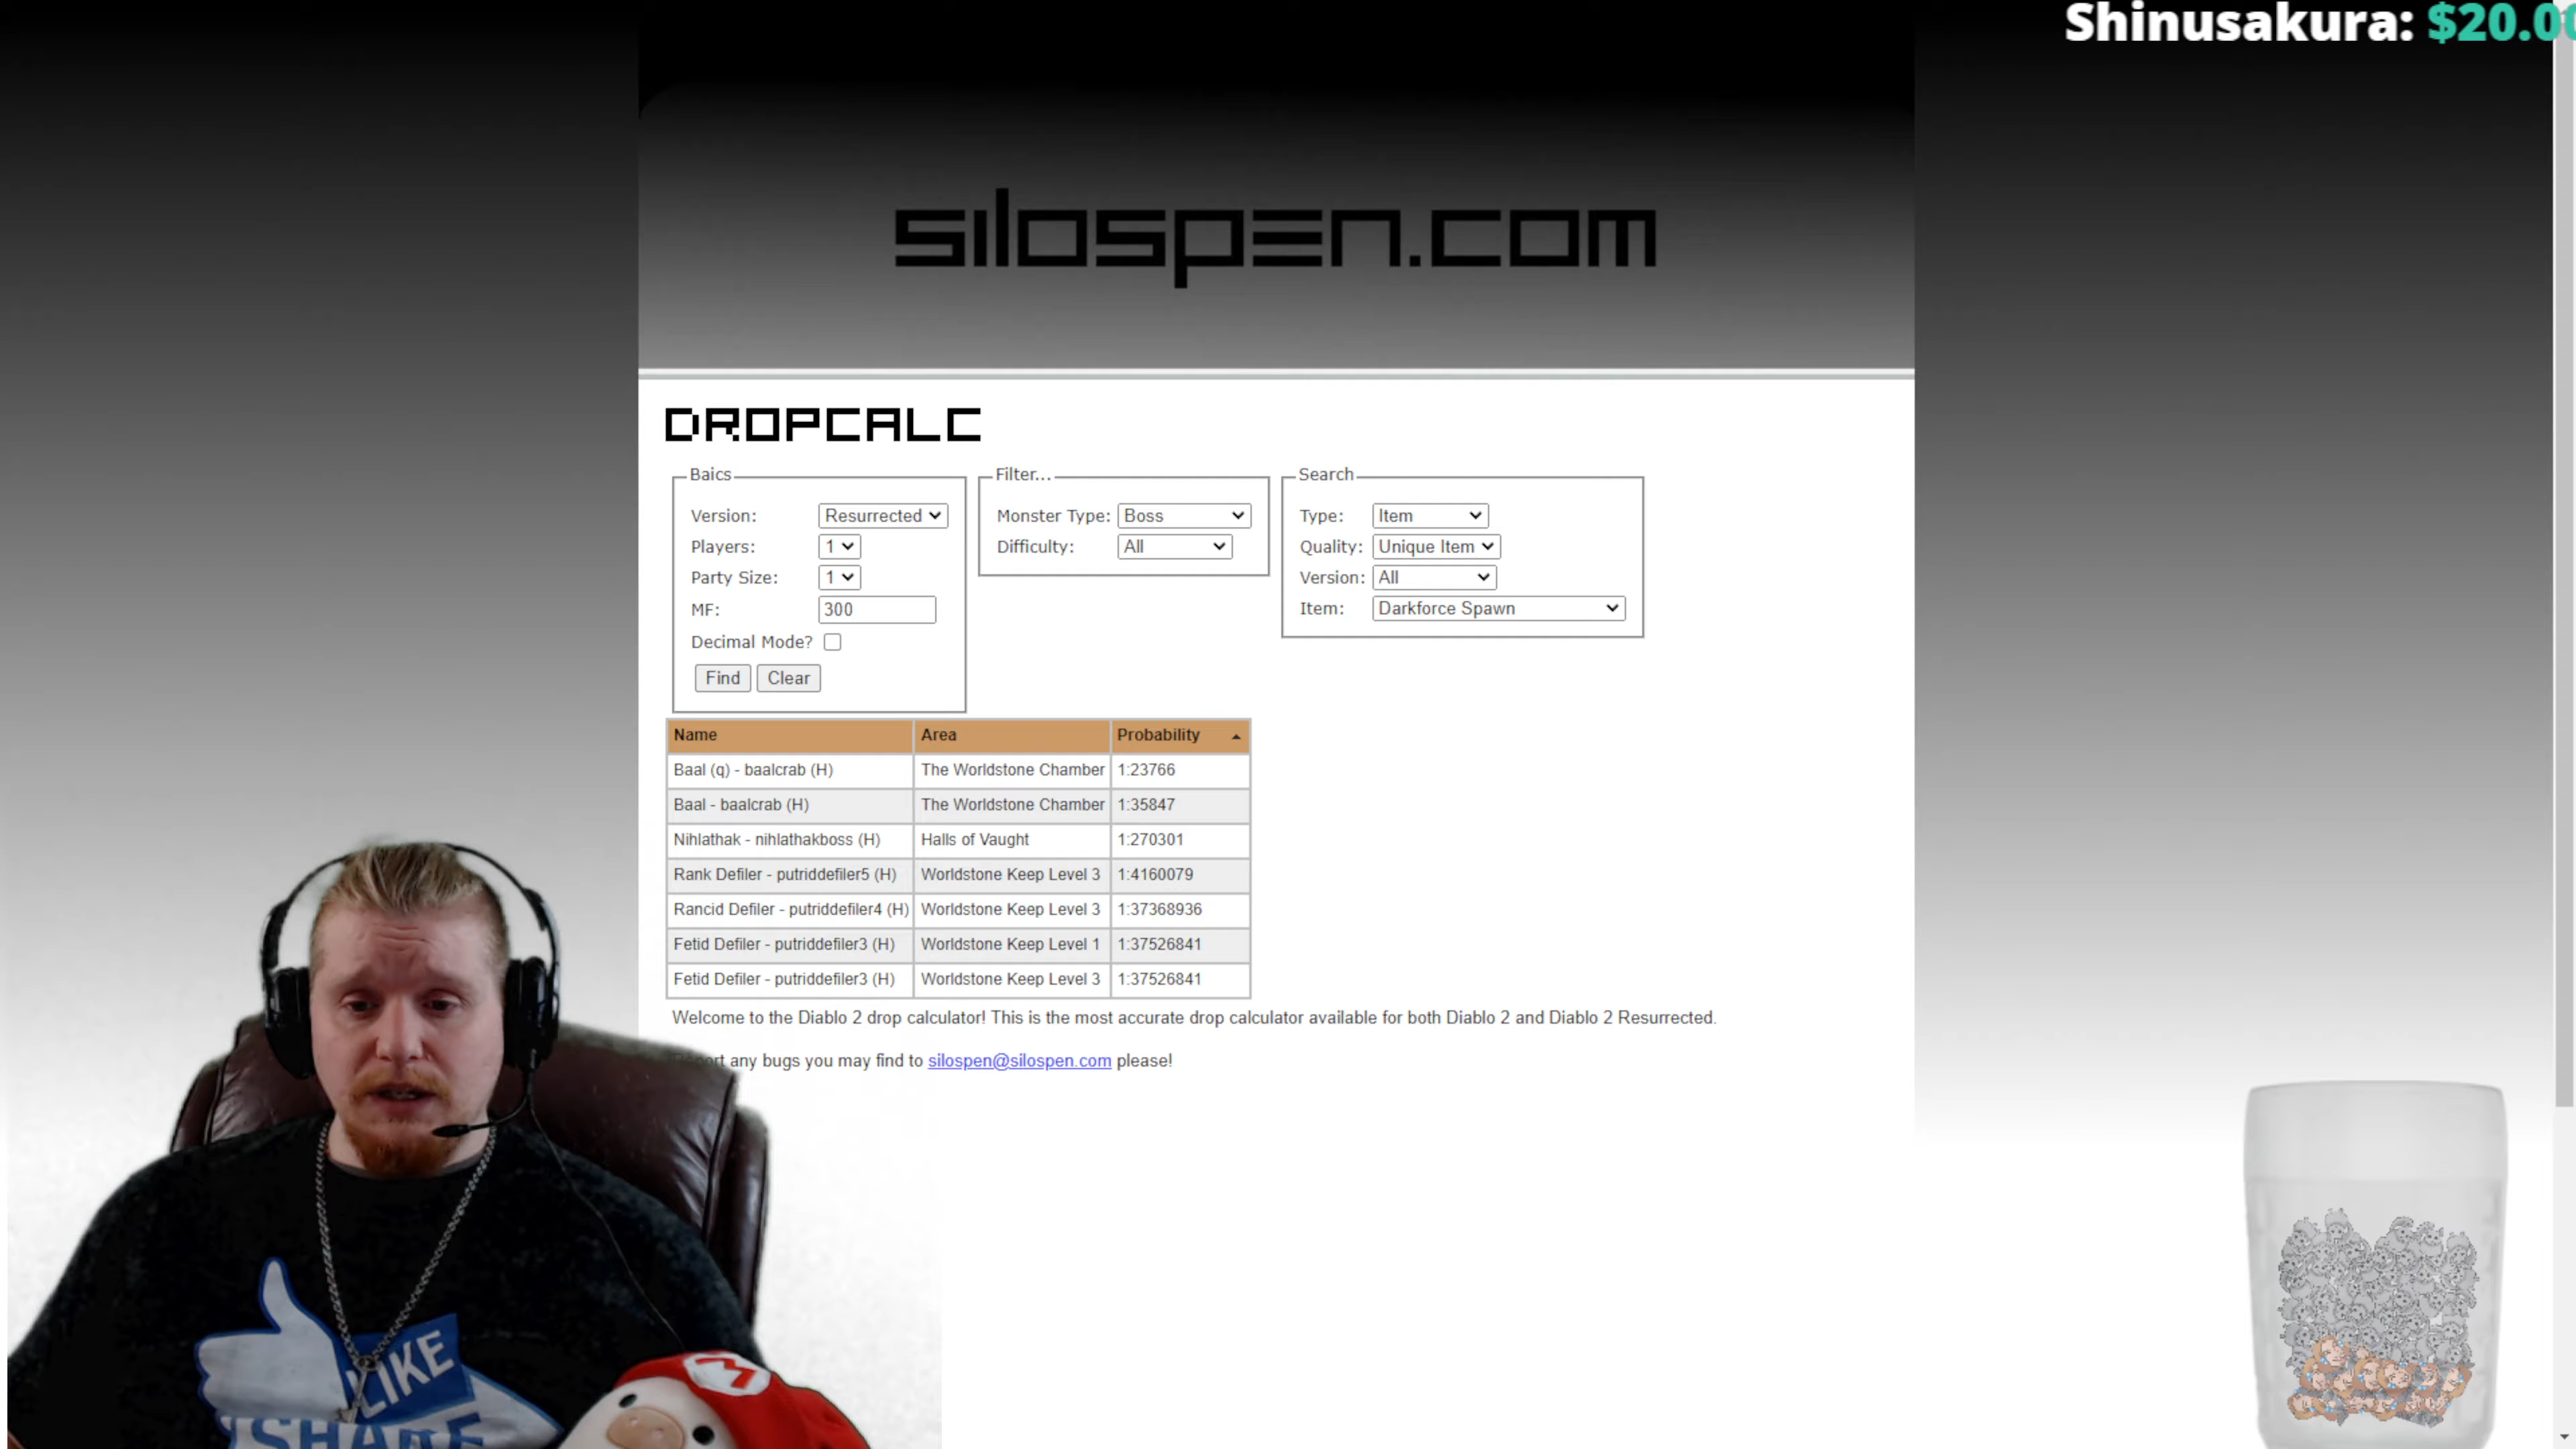 Shinusakura: $20.00
silospen.com
DROPCALC
Baics
Version: Resurrected
Players: 1
Party Size: 1
MF: 300
Decimal Mode?
Find Clear
Filter...
Monster Type: Boss
Difficulty: All
Search
Type: Item
Quality: Unique Item
Version: All
Item: Darkforce Spawn
Name Area Probability
Baal (q) - baalcrab (H) The Worldstone Chamber 1:23766
Baal - baalcrab (H) The Worldstone Chamber 1:35847
Nihlathak - nihlathakboss (H) Halls of Vaught 1:270301
Rank Defiler - putriddefiler5 (H) Worldstone Keep Level 3 1:4160079
Rancid Defiler - putriddefiler4 (H) Worldstone Keep Level 3 1:37368936
Fetid Defiler - putriddefiler3 (H) Worldstone Keep Level 1 1:37526841
Fetid Defiler - putriddefiler3 (H) Worldstone Keep Level 3 1:37526841
Welcome to the Diablo 2 drop calculator! This is the most accurate drop calculator available for both Diablo 2 and Diablo 2 Resurrected.
any bugs you may find to silospen@silospen.com please!
LIKE
SHARE
M